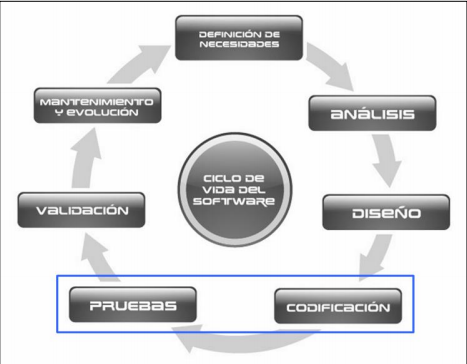 DEFINICIÓN DE
NECESIDADES
ANÁLISIS
DISEÑO
CODIFICACIÓN
PRUEBAS
VALIDACIÓN
MANTENIMIENTO
Y EVOLUCIÓN
CICLO DE
VIDA DEL
SOFTWARE